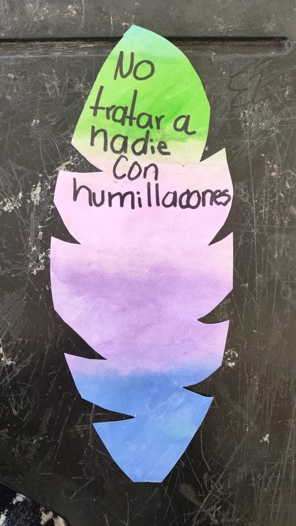 No
tratar a
nadie
con
humillaciones